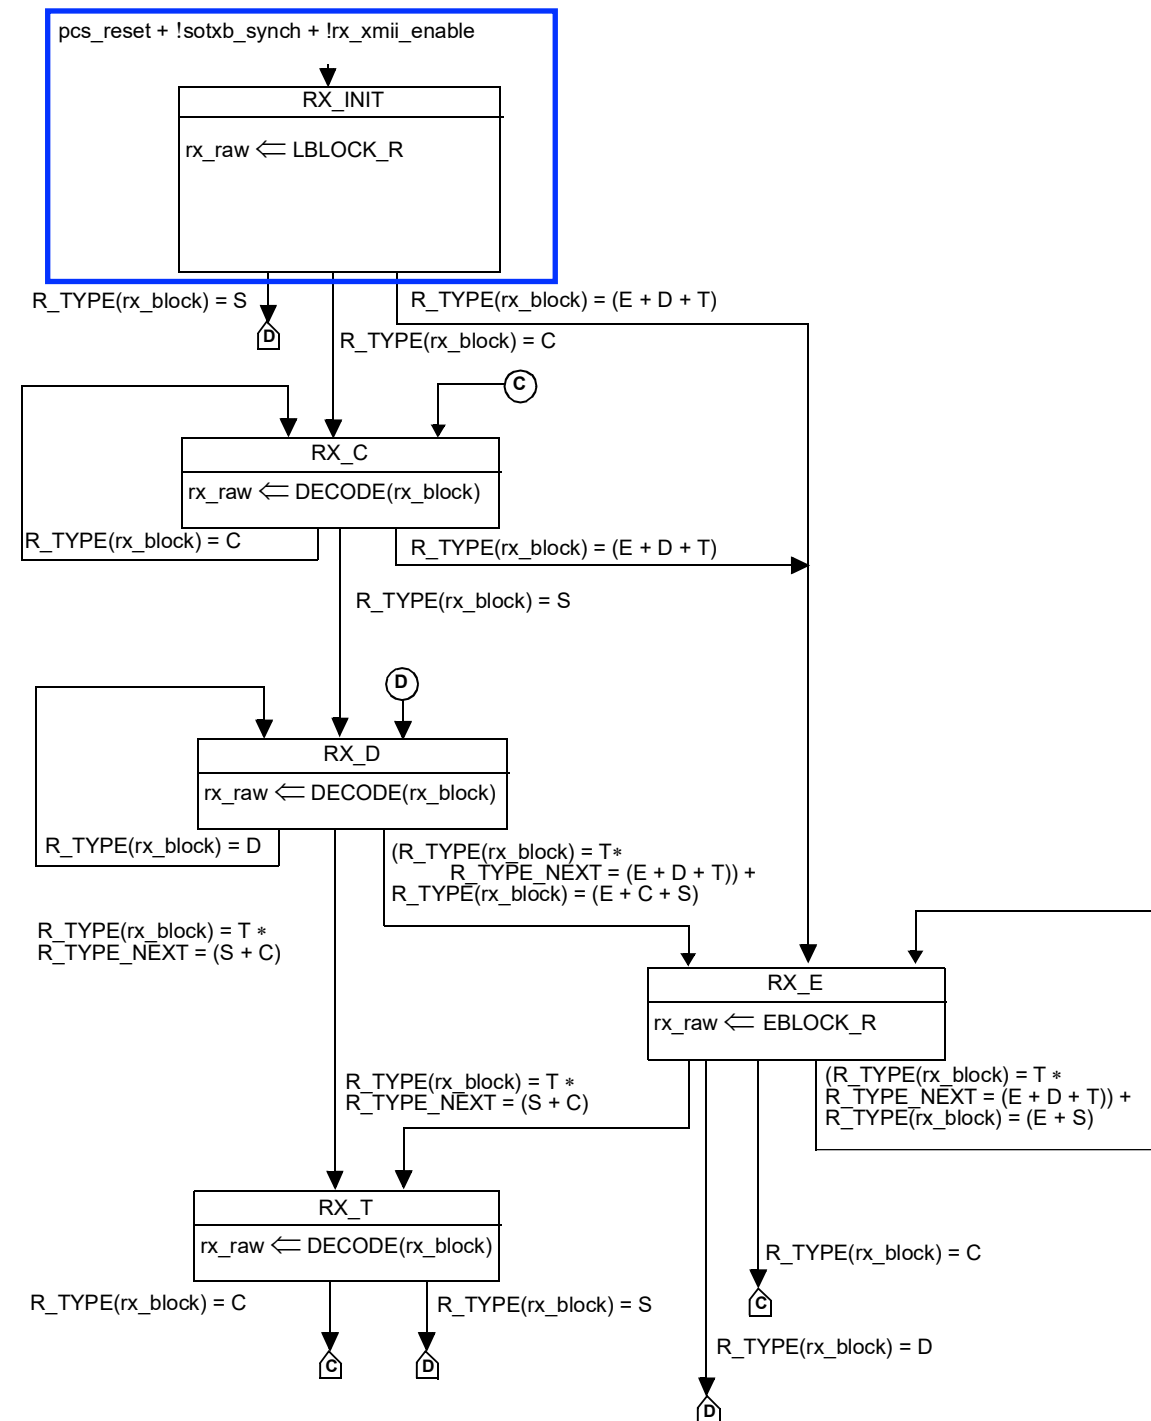 pcs_reset + !sotxb_synch + !rx_xmii_enable
RX_INIT
rx_raw ⇐ LBLOCK_R
R_TYPE(rx_block) = S
R_TYPE(rx_block) = (E + D + T)
D
R_TYPE(rx_block) = C
C
RX_C
rx_raw ⇐ DECODE(rx_block)
R_TYPE(rx_block) = C
R_TYPE(rx_block) = (E + D + T)
R_TYPE(rx_block) = S
D
RX_D
rx_raw ⇐ DECODE(rx_block)
R_TYPE(rx_block) = D
(R_TYPE(rx_block) = T*
R_TYPE_NEXT = (E + D + T)) +
R_TYPE(rx_block) = (E + C + S)
R_TYPE(rx_block) = T *
R_TYPE_NEXT = (S + C)
RX_E
rx_raw ⇐ EBLOCK_R
R_TYPE(rx_block) = T *
R_TYPE_NEXT = (S + C)
(R_TYPE(rx_block) = T *
R_TYPE_NEXT = (E + D + T)) +
R_TYPE(rx_block) = (E + S)
RX_T
rx_raw ⇐ DECODE(rx_block)
R_TYPE(rx_block) = C
R_TYPE(rx_block) = C
R_TYPE(rx_block) = S
C
C
D
R_TYPE(rx_block) = D
D